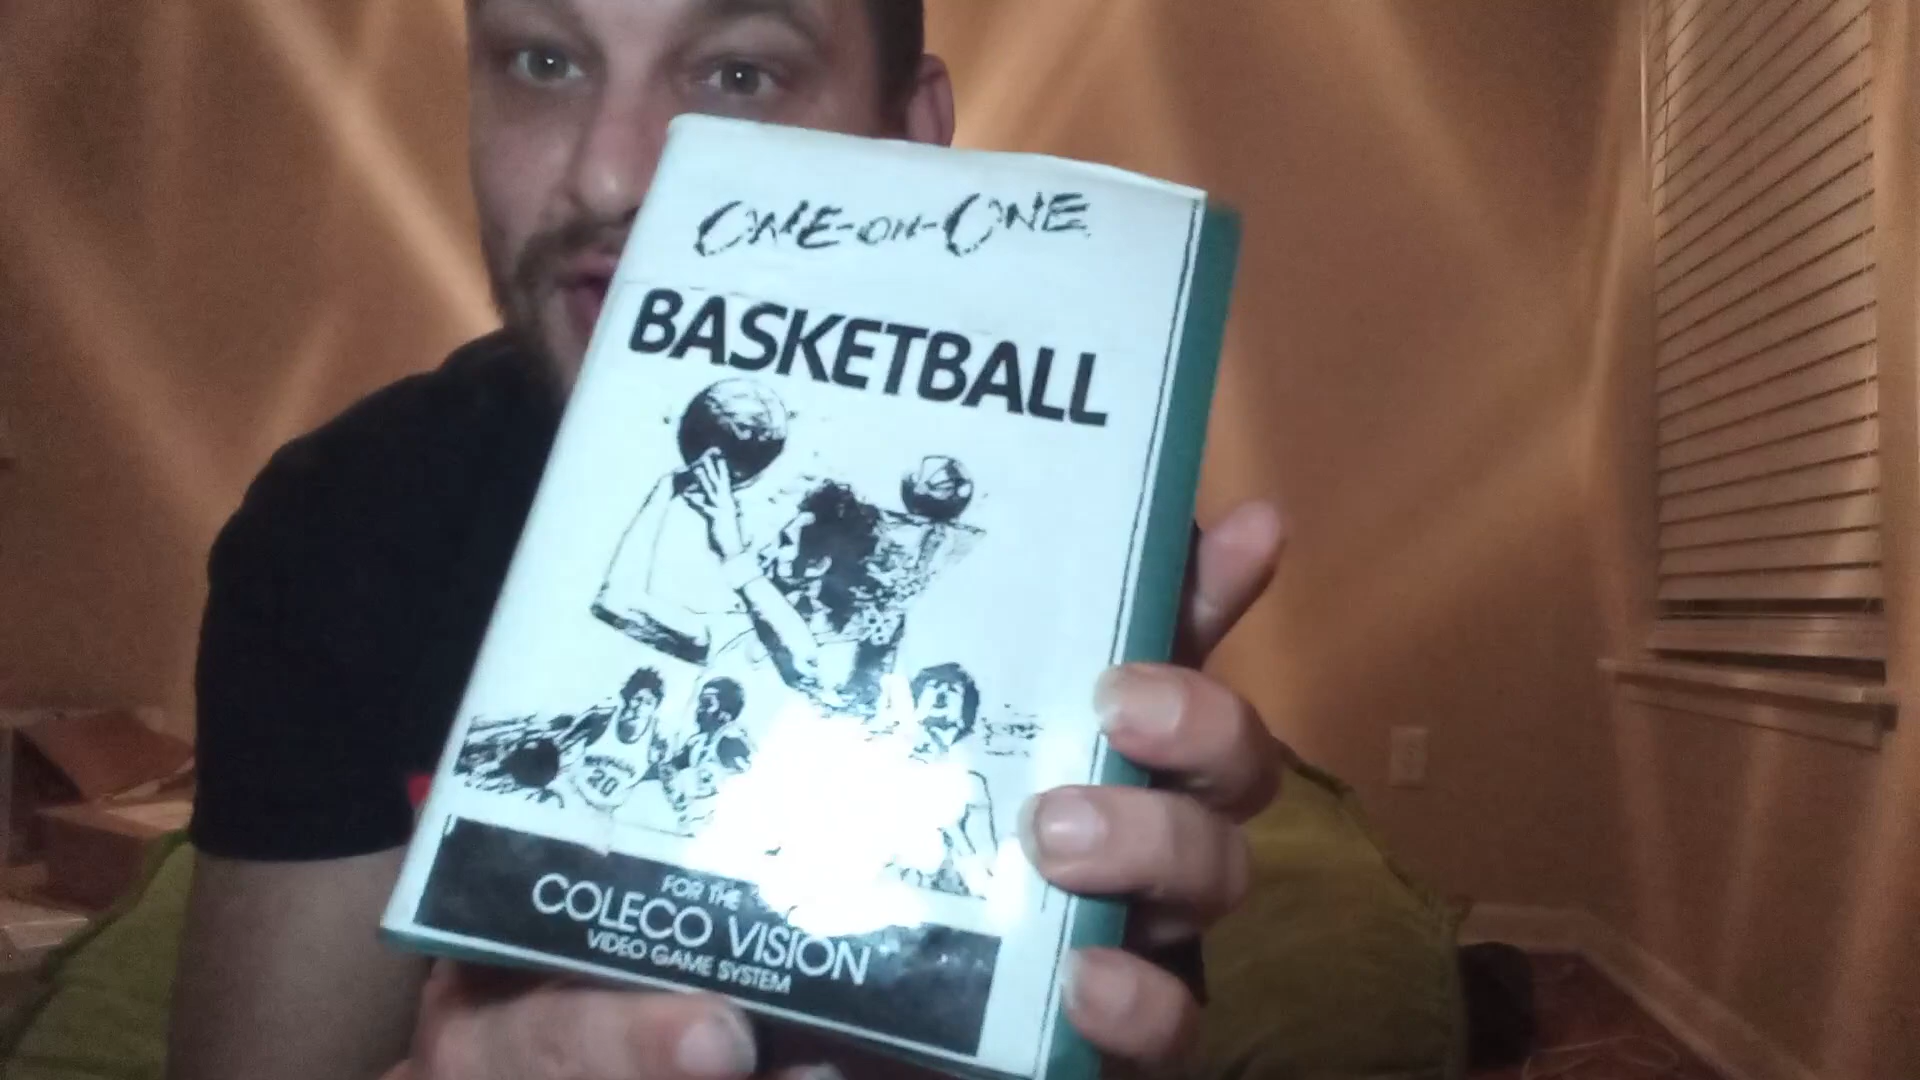 ONE-on-ONE
BASKETBALL
20
FOR THE
COLECO VISION
VIDEO GAME SYSTEM